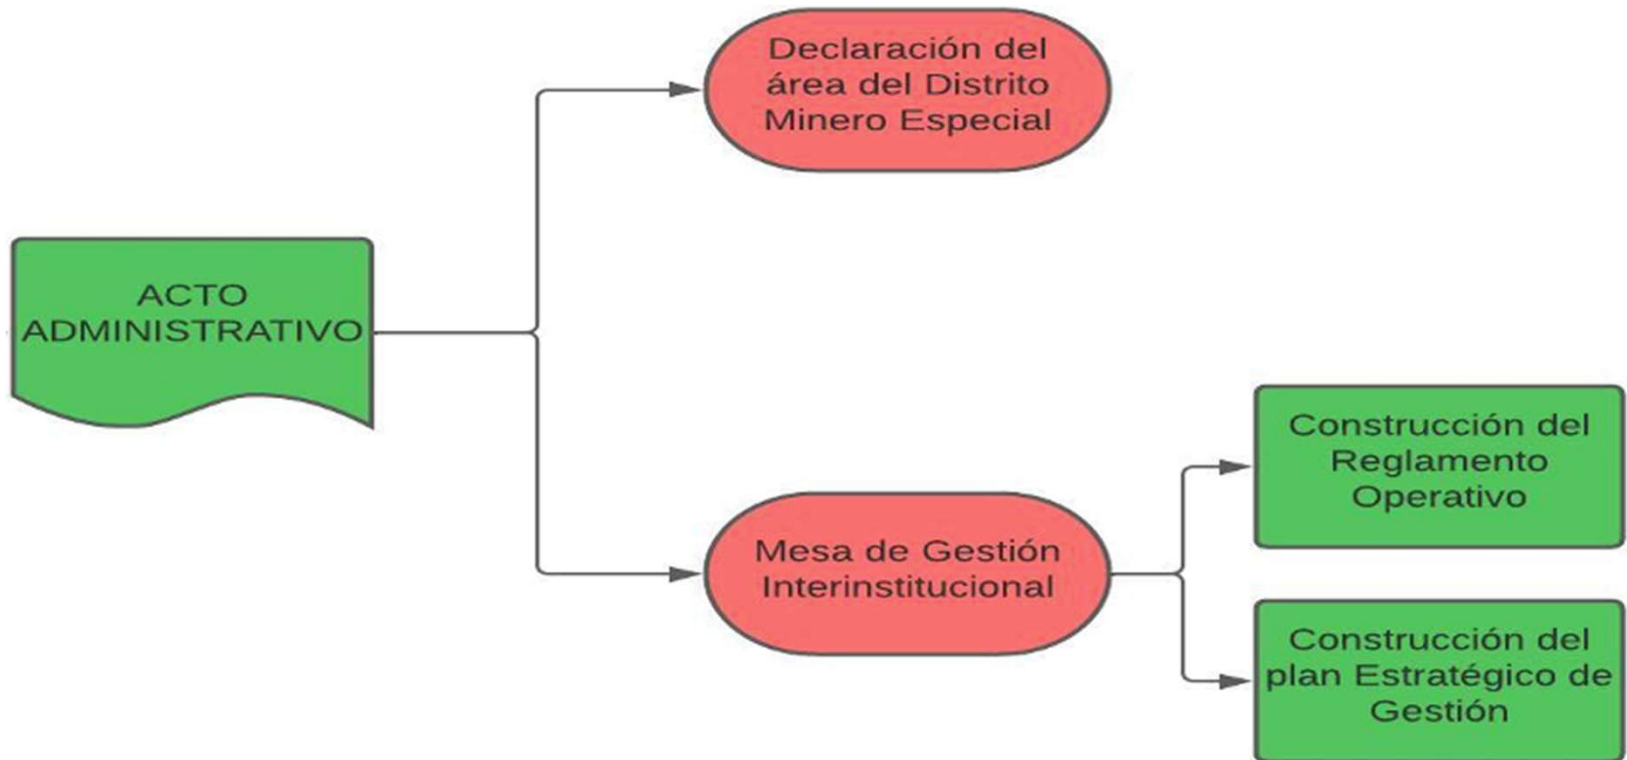 Declaración del
área del Distrito
Minero Especial
ACTO
ADMINISTRATIVO
Mesa de Gestión
Interinstitucional
Construcción del
Reglamento
Operativo
Construcción del
plan Estratégico de
Gestión